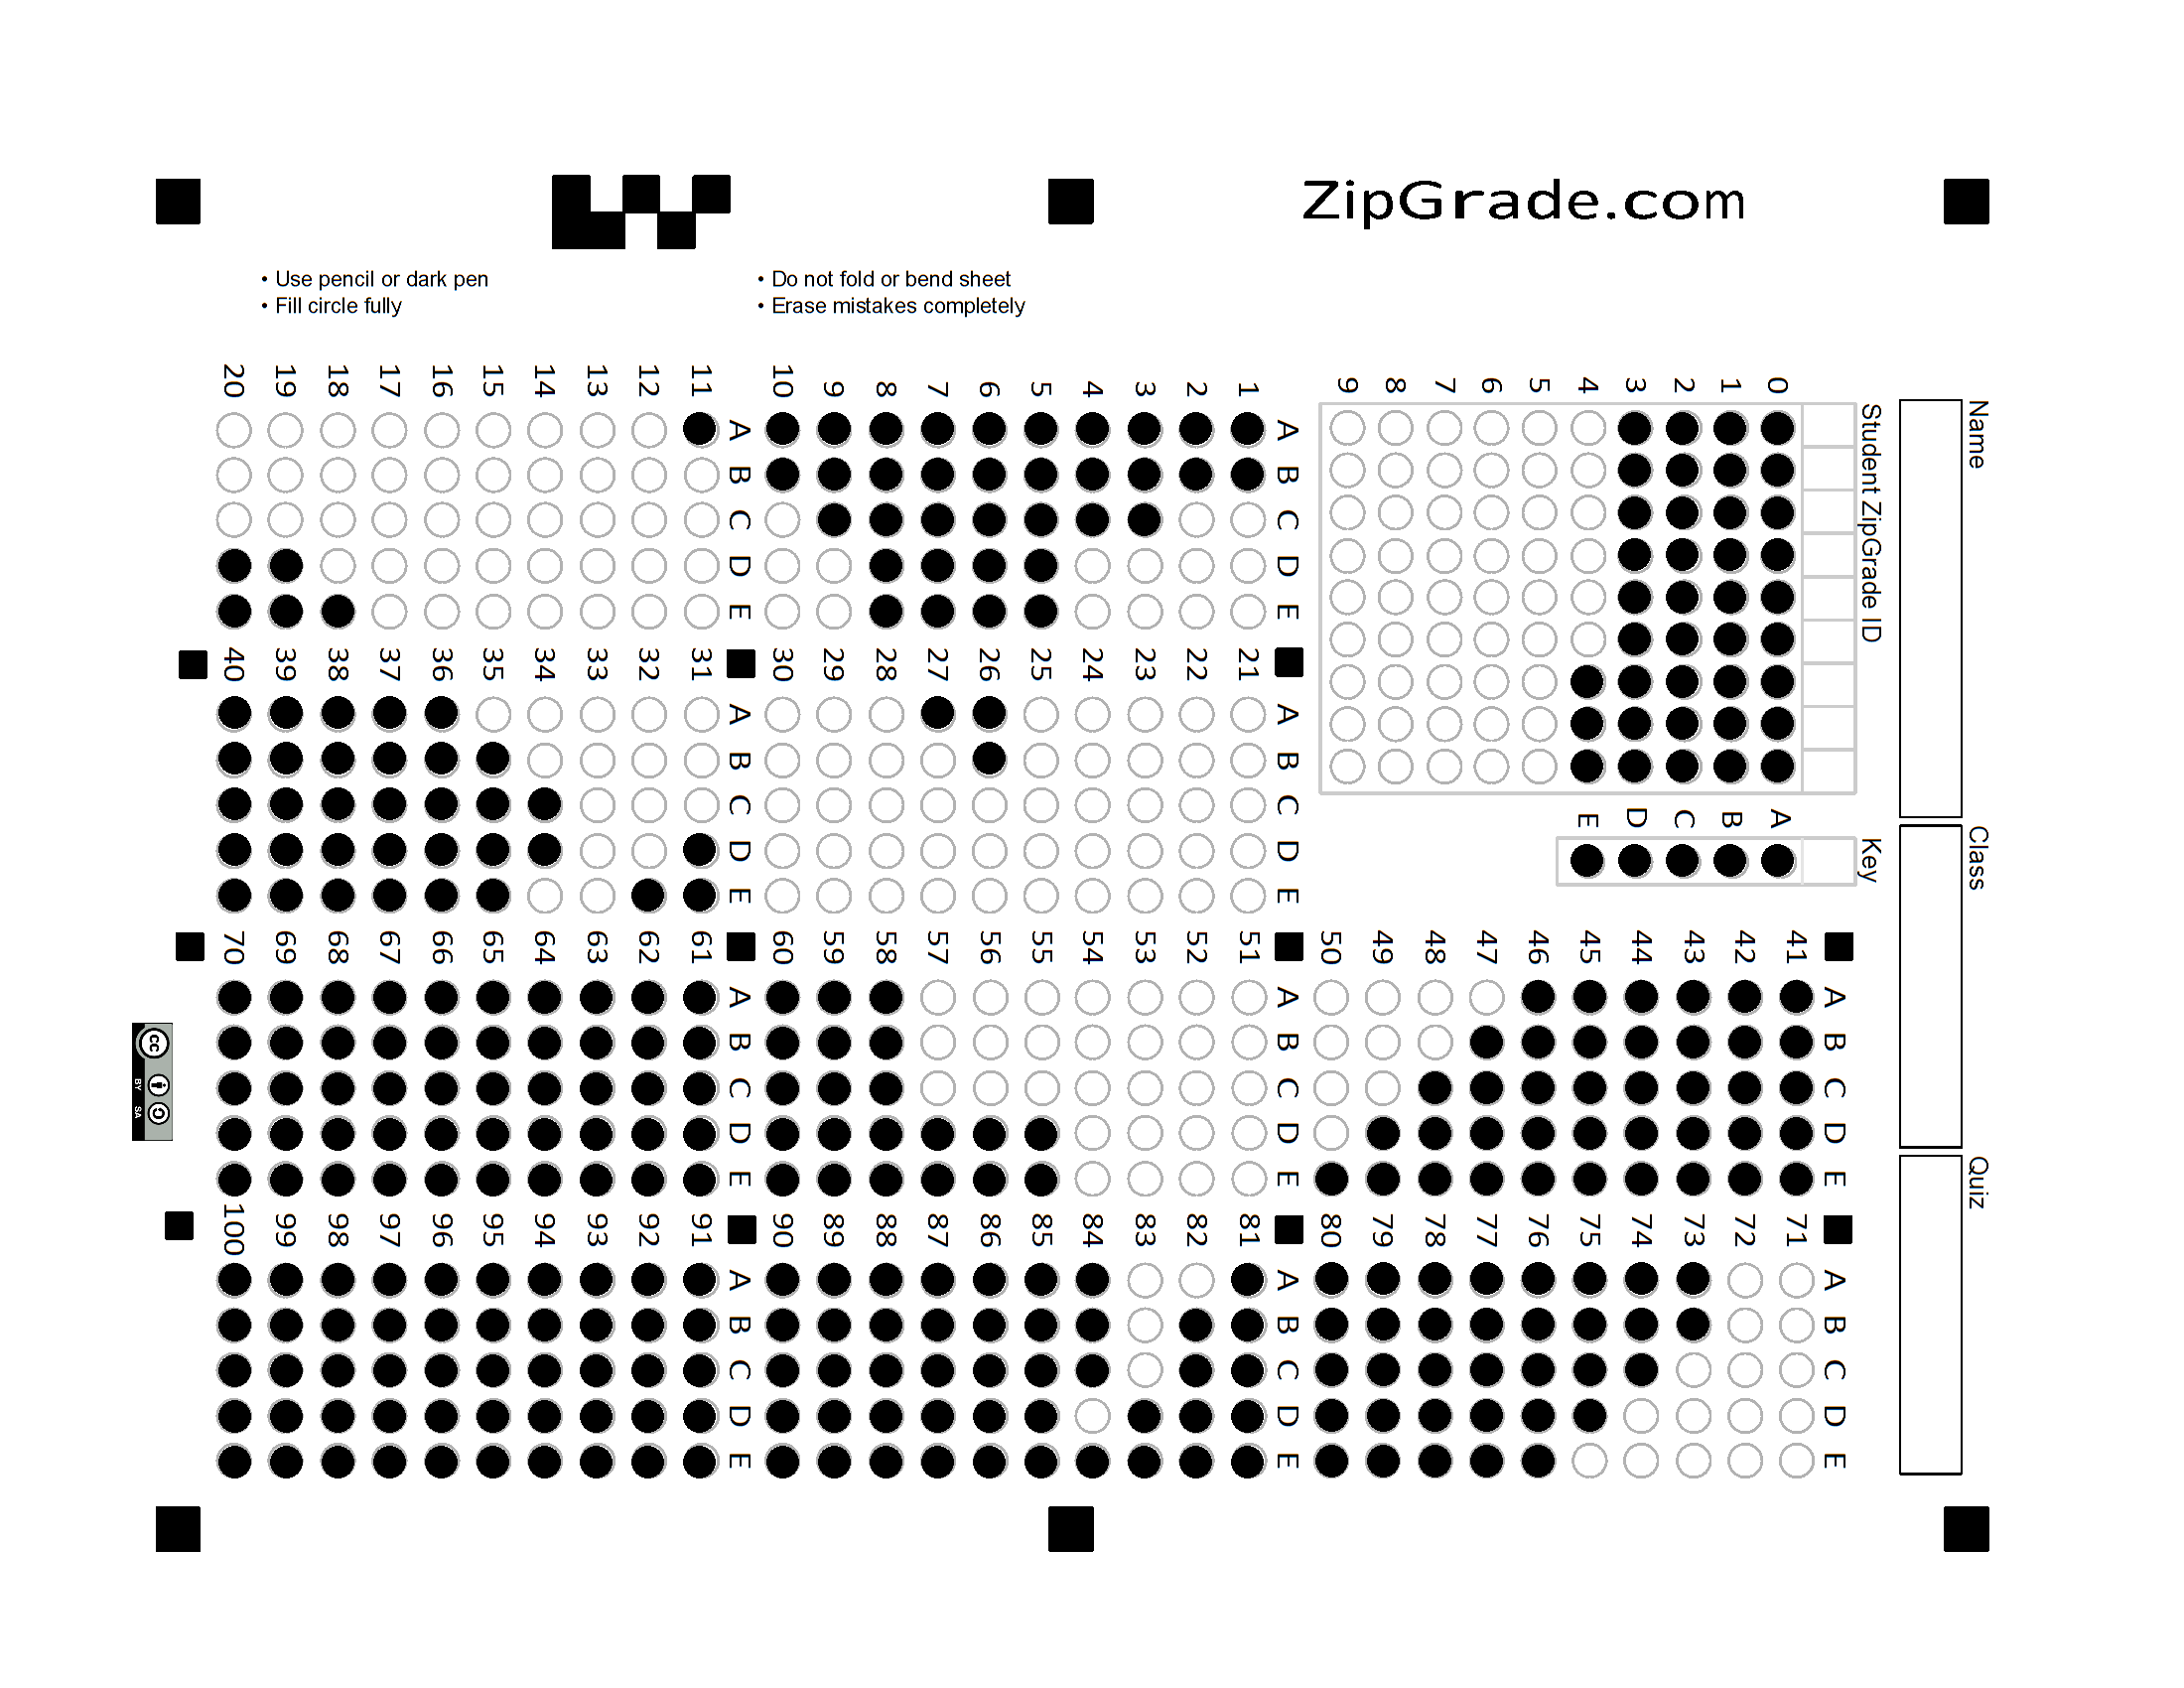 ZipGrade.com
• Use pencil or dark pen
• Fill circle fully
• Do not fold or bend sheet
• Erase mistakes completely
Name
Class
Quiz
Student ZipGrade ID
0 1 2 3 4 5 6 7 8 9
Key
A B C D E
1 2 3 4 5 6 7 8 9 10
A B C D E
11 12 13 14 15 16 17 18 19 20
A B C D E
21 22 23 24 25 26 27 28 29 30
A B C D E
31 32 33 34 35 36 37 38 39 40
A B C D E
41 42 43 44 45 46 47 48 49 50
A B C D E
51 52 53 54 55 56 57 58 59 60
A B C D E
61 62 63 64 65 66 67 68 69 70
A B C D E
71 72 73 74 75 76 77 78 79 80
A B C D E
81 82 83 84 85 86 87 88 89 90
A B C D E
91 92 93 94 95 96 97 98 99 100
A B C D E
cc
BY SA